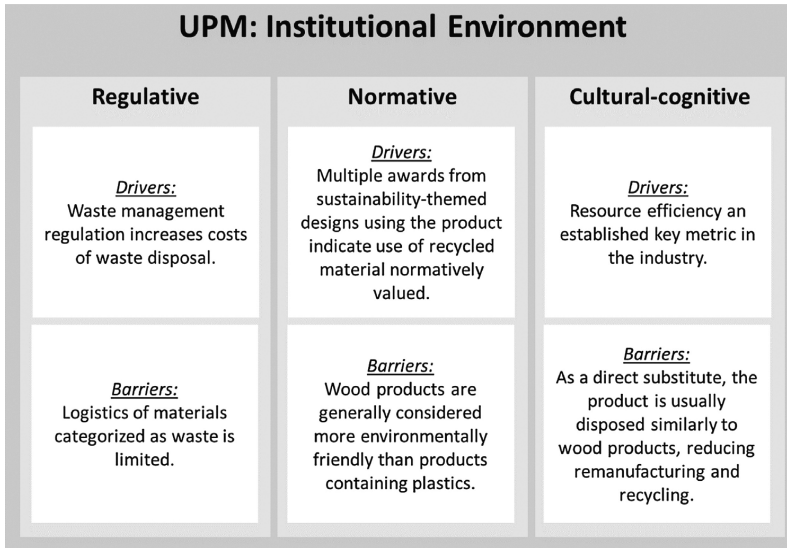 UPM: Institutional Environment
Regulative
Drivers:
Waste management
regulation increases costs
of waste disposal.
Barriers:
Logistics of materials
categorized as waste is
limited.
Normative
Drivers:
Multiple awards from
sustainability-themed
designs using the product
indicate use of recycled
material normatively
valued.
Barriers:
Wood products are
generally considered
more environmentally
friendly than products
containing plastics.
Cultural-cognitive
Drivers:
Resource efficiency an
established key metric in
the industry.
Barriers:
As a direct substitute, the
product is usually
disposed similarly to
wood products, reducing
remanufacturing and
recycling.